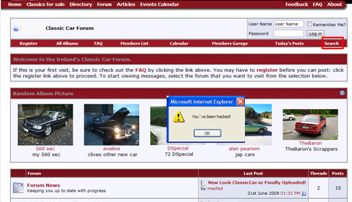 Home Classics for sale Directory Forum Articles Events Calendar Feedback FAQ About
Classic Car Forum
User Name User Name Remember Me?
Password Log in
Register All Albums FAQ Members List Calendar Members Garage Today's Posts Search
Welcome to the Ireland's Classic Car Forum.
If this is your first visit, be sure to check out the FAQ by clicking the link above. You may have to register before you can post: click
the register link above to proceed. To start viewing messages, select the forum that you want to visit from the selection below.
Random Album Picture
Microsoft Internet Explorer
You've been hacked!
OK
560 sec
my 560 sec
eveline
clives other new car
DSpecial
72 DSpecial
alan pearson
jap cars
TheBaron
TheBaron's Scrappers
Forum Last Post Threads Posts
Forum News
Keeping you up to date with progress
New Look ClassicCar.ie Finally Uploaded!
by
21st June 2009 01:32 PM
2 15